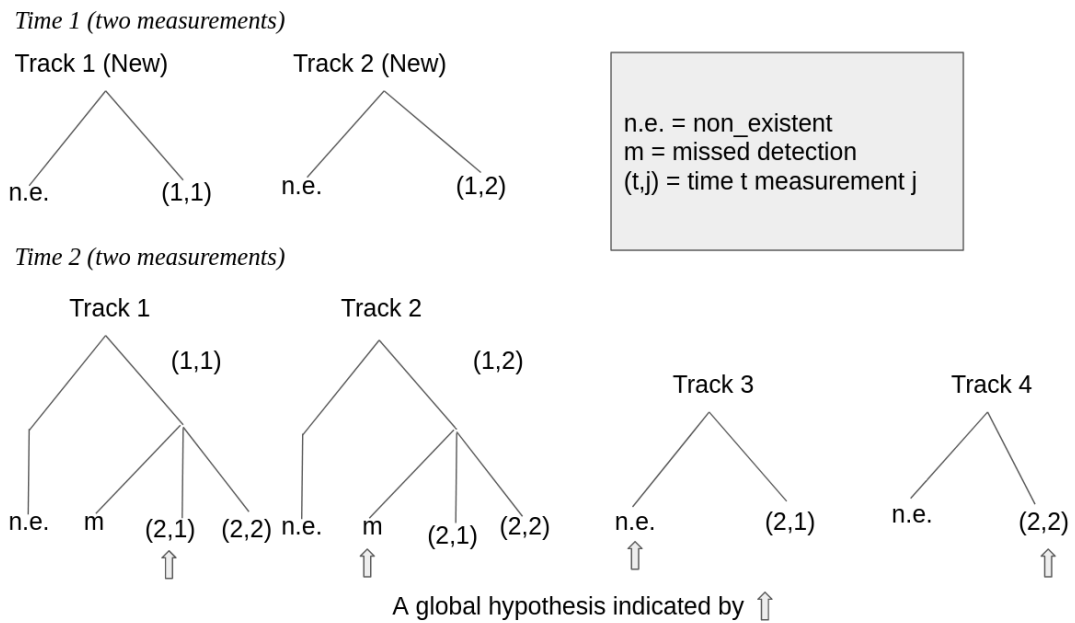 Time 1 (two measurements)
Track 1 (New)
Track 2 (New)
n.e.
(1,1)
n.e.
(1,2)
n.e. = non_existent
m = missed detection
(t,j) = time t measurement j
Time 2 (two measurements)
Track 1
(1,1)
n.e.
m
(2,1)
(2,2)
Track 2
(1,2)
n.e.
m
(2,1)
(2,2)
Track 3
n.e.
(2,1)
Track 4
n.e.
(2,2)
A global hypothesis indicated by